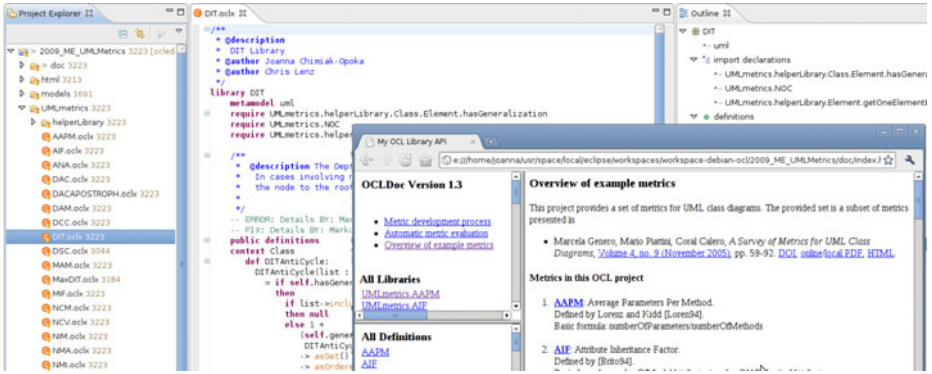 Project Explorer
> 2009_ME_UMLMetrics 3223 [ocled
> doc 3223
html 3213
models 1691
UMLmetrics 3223
helperLibrary 3223
AAPM.oclx 3223
AIF.oclx 3223
ANA.oclx 3223
DAC.oclx 3223
DACAPOSTROPH.oclx 3223
DAM.oclx 3223
DCC.oclx 3223
DIT.oclx 3223
DSC.oclx 3044
MAM.oclx 3223
MaxDIT.oclx 3184
MIF.oclx 3223
NCM.oclx 3223
NCV.oclx 3223
NIM.oclx 3223
NMA.oclx 3223
NMI.oclx 3223
DIT.oclx
/**
* @description
* DIT Library
* @author Joanna Chimiak-Opoka
* @author Chris Lenz
*/
library DIT
metamodel uml
require UMLmetrics.helperLibrary.Class.Element.hasGeneralization
require UMLmetrics.NOC
require UMLmetrics.helper
/**
* @description The Dep
* In cases involving
* the node to the roo
*
*/
-- ERROR: Details BY: Mar
-- FIX: Details BY: Marku
public definitions
context Class
def DITAntiCycle:
DITAntiCycle(list :
= if self.hasGener
then
if list->inclu
then null
else 1 +
(self.gener
DITAntiCyc
-> asSet()
-> asOrdere
Outline
DIT
uml
import declarations
UMLmetrics.helperLibrary.Class.Element.hasGenera
UMLmetrics.NOC
UMLmetrics.helperLibrary.Element.getOneElementB
definitions
My OCL Library API
e:///home/joanna/usr/space/local/eclipse/workspaces/workspace-debian-ocl/2009_ME_UMLMetrics/doc/index.h
OCLDoc Version 1.3
Metric development process
Automatic metric evaluation
Overview of example metrics
All Libraries
UMLmetrics.AAPM
UMLmetrics.AIF
All Definitions
AAPM
AIF
Overview of example metrics
This project provides a set of metrics for UML class diagrams. The provided set is a subset of metrics
presented in
Marcela Genero, Mario Piattini, Coral Calero, A Survey of Metrics for UML Class
Diagrams, Volume 4, no. 9 (November 2005), pp. 59-92. DOI, online/local PDF, HTML.
Metrics in this OCL project
1. AAPM: Average Parameters Per Method.
Defined by Lorenz and Kidd [Loren94].
Basic formula: numberOfParameters/numberOfMethods
2. AIF: Attribute Inheritance Factor.
Defined by [Brito94].